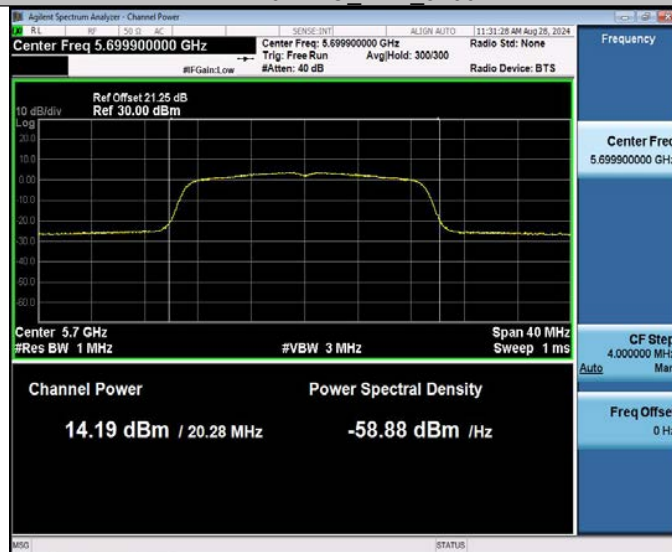 Agilent Spectrum Analyzer - Channel Power
RL RF 50 Ω AC SENSE:INT ALIGN AUTO 11:31:28 AM Aug 28, 2024
Center Freq 5.699900000 GHz
Center Freq: 5.699900000 GHz
Radio Std: None
Trig: Free Run Avg|Hold: 300/300
#IFGain:Low
#Atten: 40 dB
Radio Device: BTS
Frequency
Ref Offset 21.25 dB
10 dB/div Ref 30.00 dBm
Log
20.0
10.0
0.00
-10.0
-20.0
-30.0
-40.0
-50.0
-60.0
Center Freq
5.699900000 GHz
Center 5.7 GHz Span 40 MHz
#Res BW 1 MHz #VBW 3 MHz Sweep 1 ms
CF Step
4.000000 MHz
Auto Man
Channel Power Power Spectral Density
14.19 dBm / 20.28 MHz -58.88 dBm /Hz
Freq Offset
0 Hz
MSG STATUS